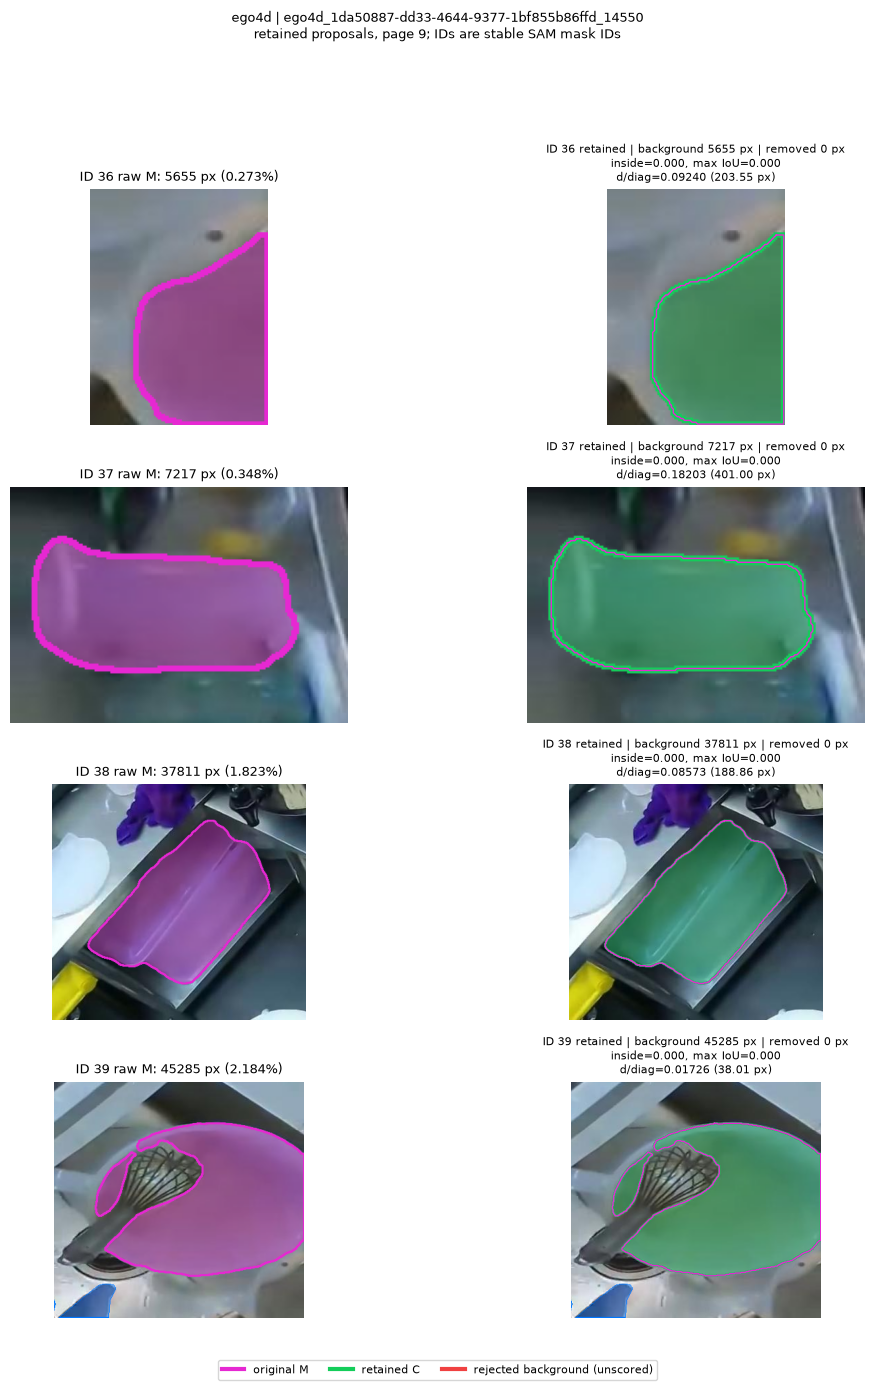 ego4d | ego4d_1da50887-dd33-4644-9377-1bf855b86ffd_14550
retained proposals, page 9; IDs are stable SAM mask IDs
ID 36 raw M: 5655 px (0.273%)
ID 36 retained | background 5655 px | removed 0 px
inside=0.000, max IoU=0.000
d/diag=0.09240 (203.55 px)
ID 37 raw M: 7217 px (0.348%)
ID 37 retained | background 7217 px | removed 0 px
inside=0.000, max IoU=0.000
d/diag=0.18203 (401.00 px)
ID 38 raw M: 37811 px (1.823%)
ID 38 retained | background 37811 px | removed 0 px
inside=0.000, max IoU=0.000
d/diag=0.08573 (188.86 px)
ID 39 raw M: 45285 px (2.184%)
ID 39 retained | background 45285 px | removed 0 px
inside=0.000, max IoU=0.000
d/diag=0.01726 (38.01 px)
original M
retained C
rejected background (unscored)